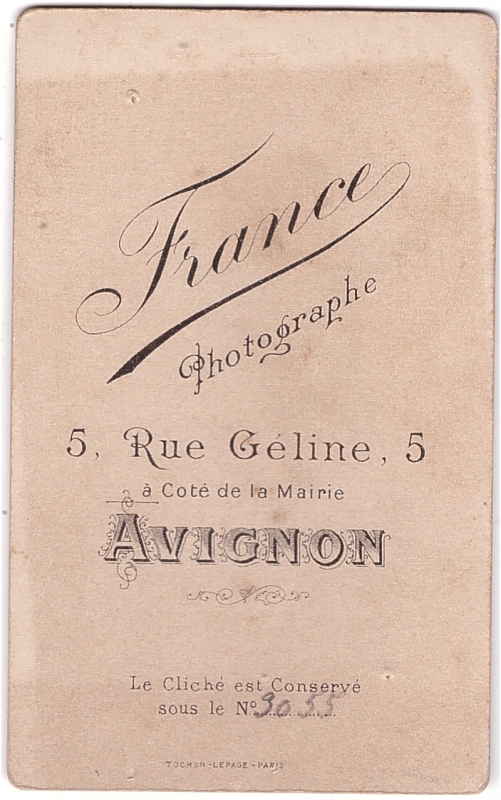 France
Photographe
5, Rue Géline, 5
à Coté de la Mairie
AVIGNON
Le Cliché est Conservé
sous le Nº 3055
TOCHON-LEPAGE-PARIS